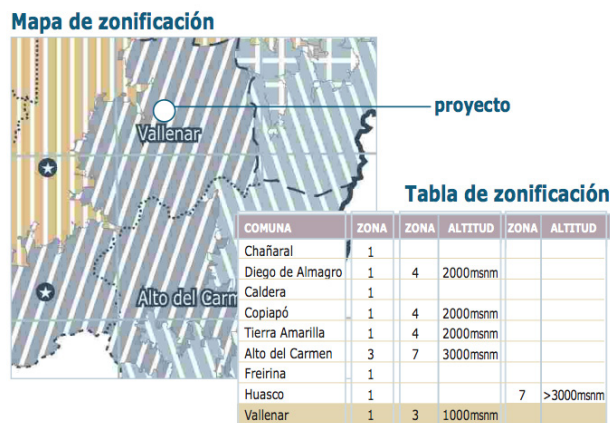 Mapa de zonificación
proyecto
Vallenar
Tabla de zonificación
Alto del Carm
COMUNA ZONA ZONA ALTITUD ZONA ALTITUD
Chañaral 1
Diego de Almagro 1 4 2000msnm
Caldera 1
Copiapó 1 4 2000msnm
Tierra Amarilla 1 4 2000msnm
Alto del Carmen 3 7 3000msnm
Freirina 1
Huasco 1 7 >3000msnm
Vallenar 1 3 1000msnm